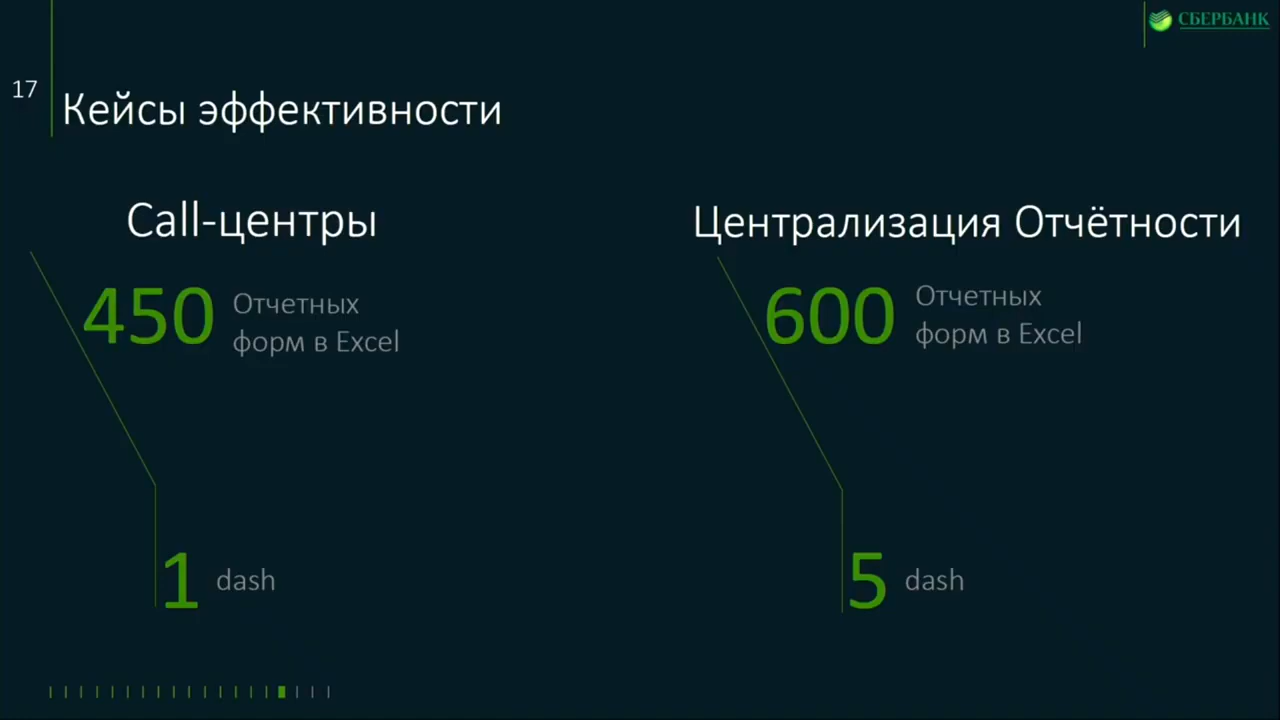 СБЕРБАНК
17
Кейсы эффективности
Call-центры
450
Отчетных
форм в Excel
1
dash
Централизация Отчётности
600
Отчетных
форм в Excel
5
dash